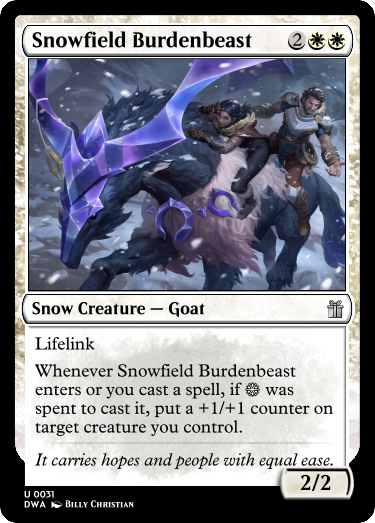 Snowfield Burdenbeast 2
Snow Creature — Goat
Lifelink
Whenever Snowfield Burdenbeast
enters or you cast a spell, if was
spent to cast it, put a +1/+1 counter on
target creature you control.
It carries hopes and people with equal ease.
2/2
U 0031
DWA Billy Christian